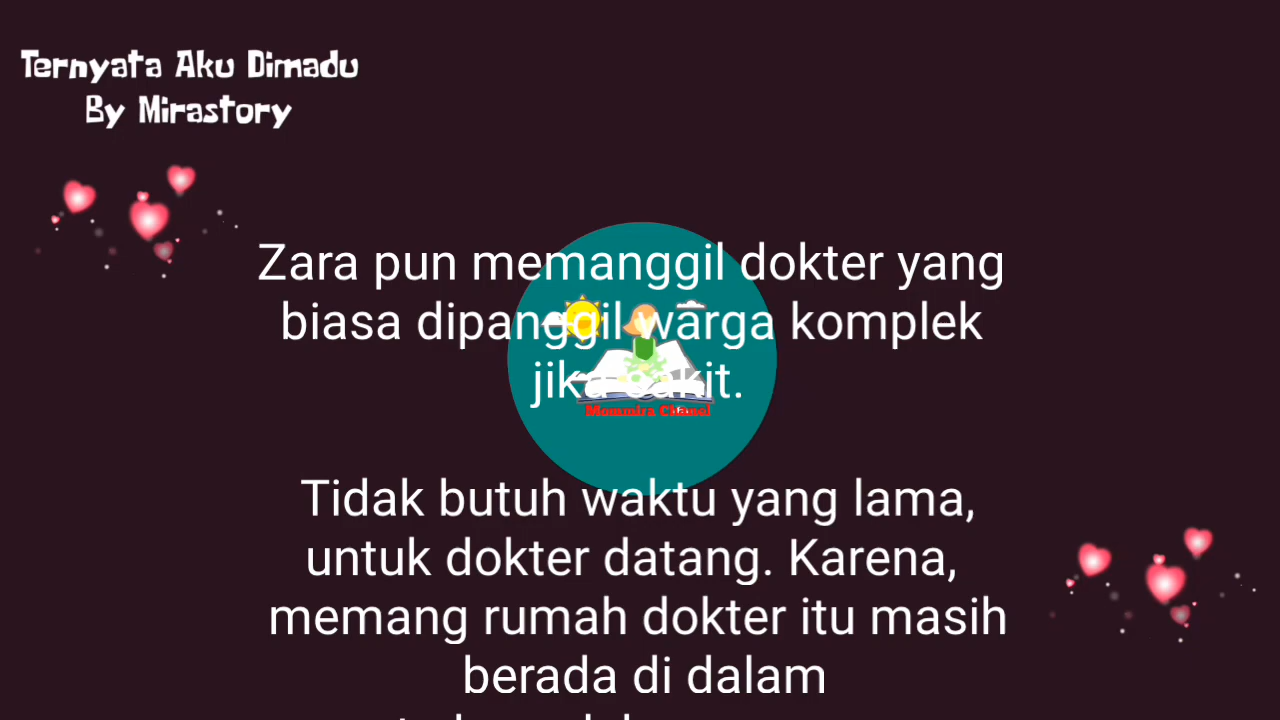 Ternyata Aku Dimadu
By Mirastory
Zara pun memanggil dokter yang
biasa dipanggil warga komplek
jika sakit.
Mommira Chanel
Tidak butuh waktu yang lama,
untuk dokter datang. Karena,
memang rumah dokter itu masih
berada di dalam